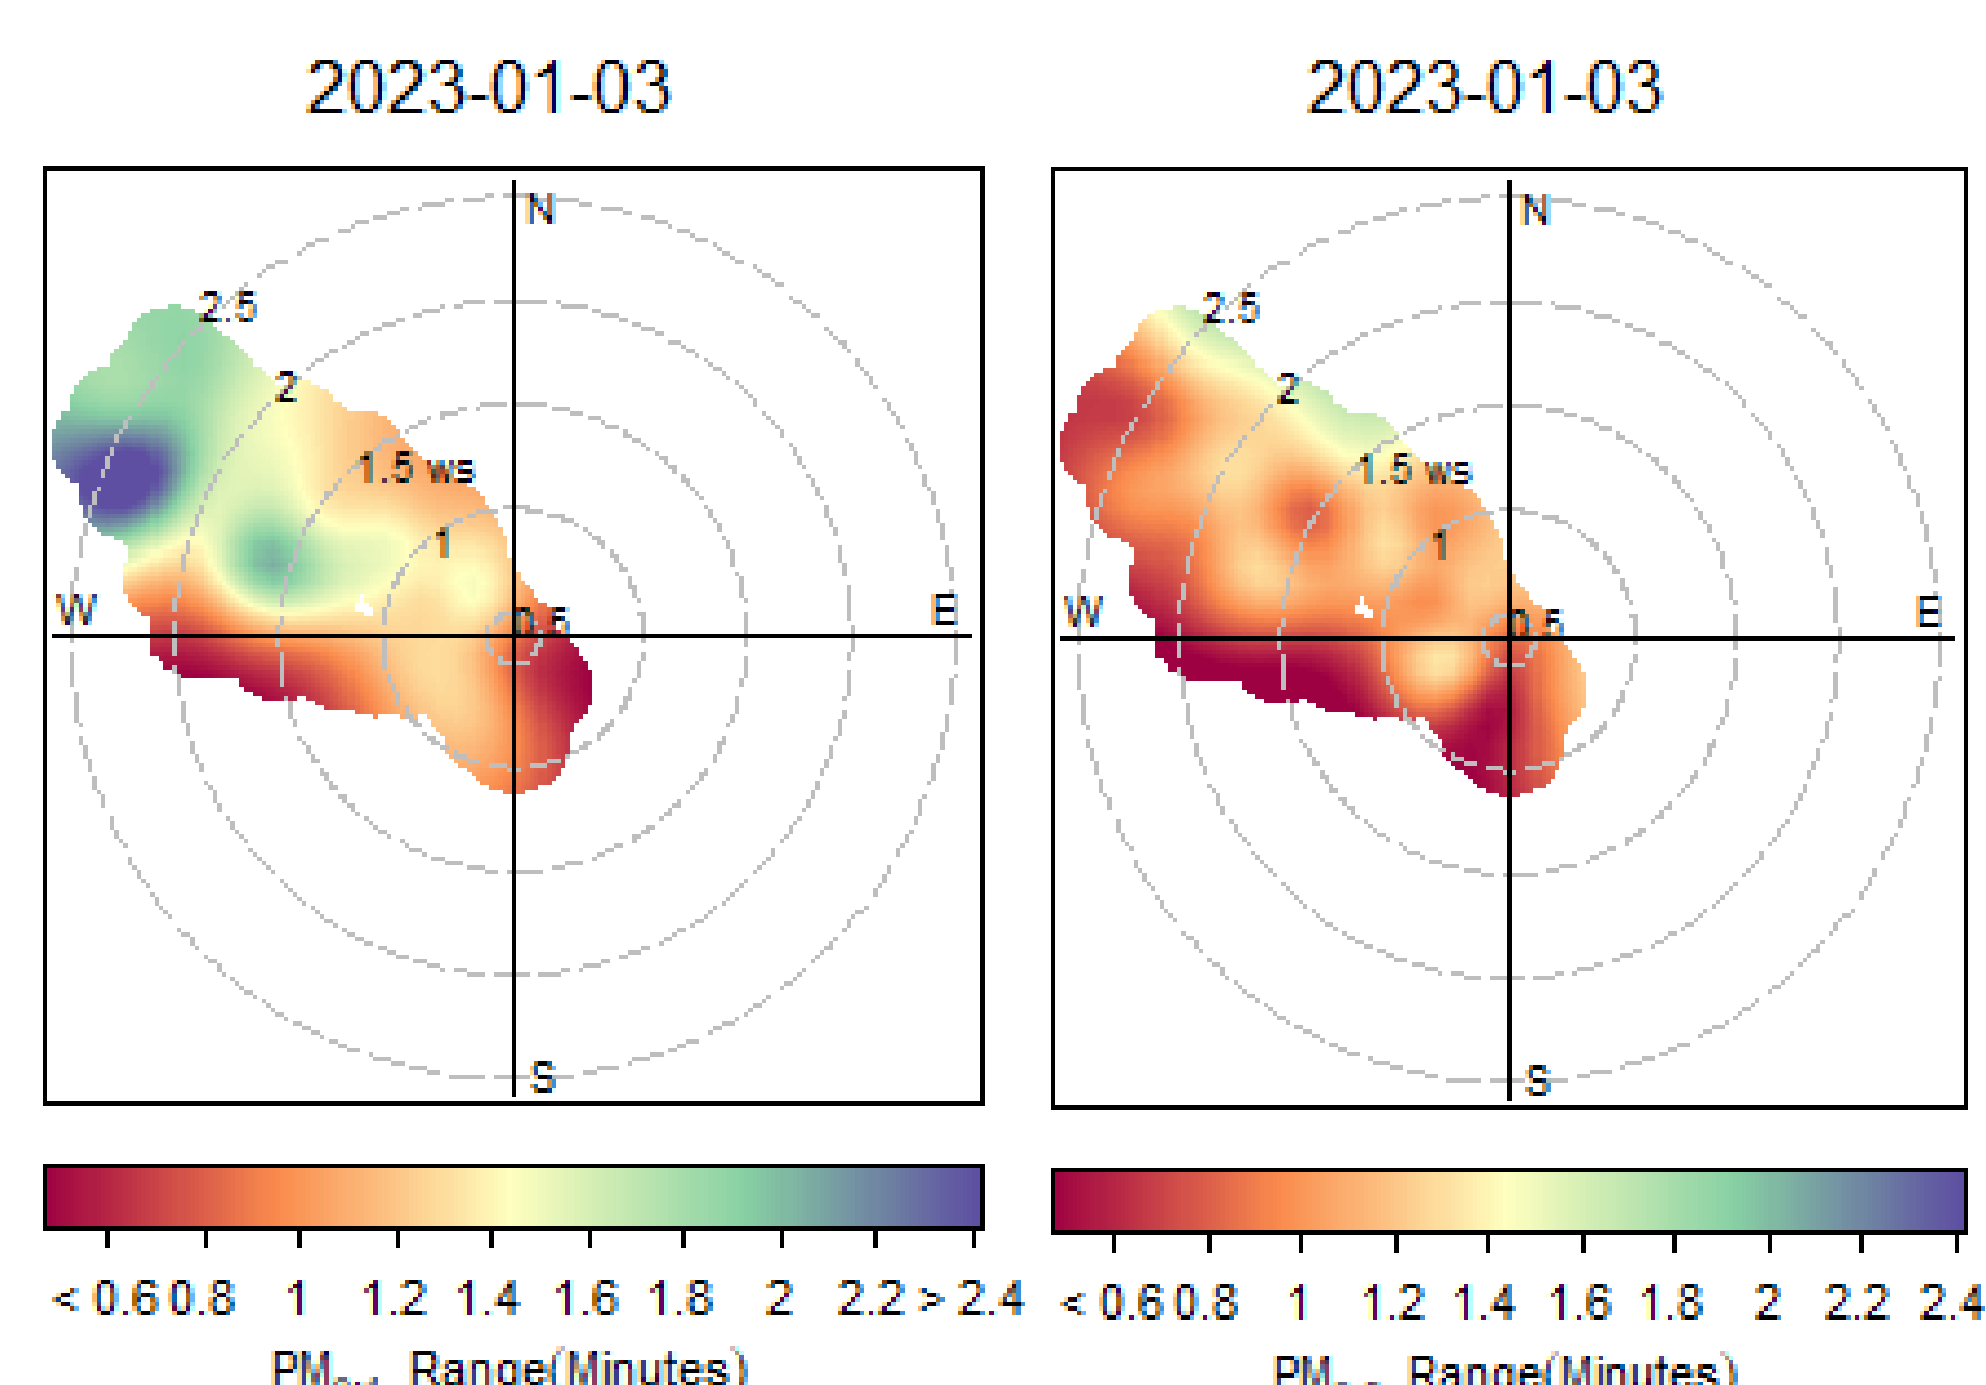 2023-01-03 2023-01-03
N N
2.5 2.5
2 2
1.5 ws 1.5 ws
1 1
W 0.5 E W 0.5 E
S S
< 0.6 0.8 1 1.2 1.4 1.6 1.8 2 2.2 > 2.4 < 0.6 0.8 1 1.2 1.4 1.6 1.8 2 2.2 2.4
PM Range(Minutes) PM Range(Minutes)